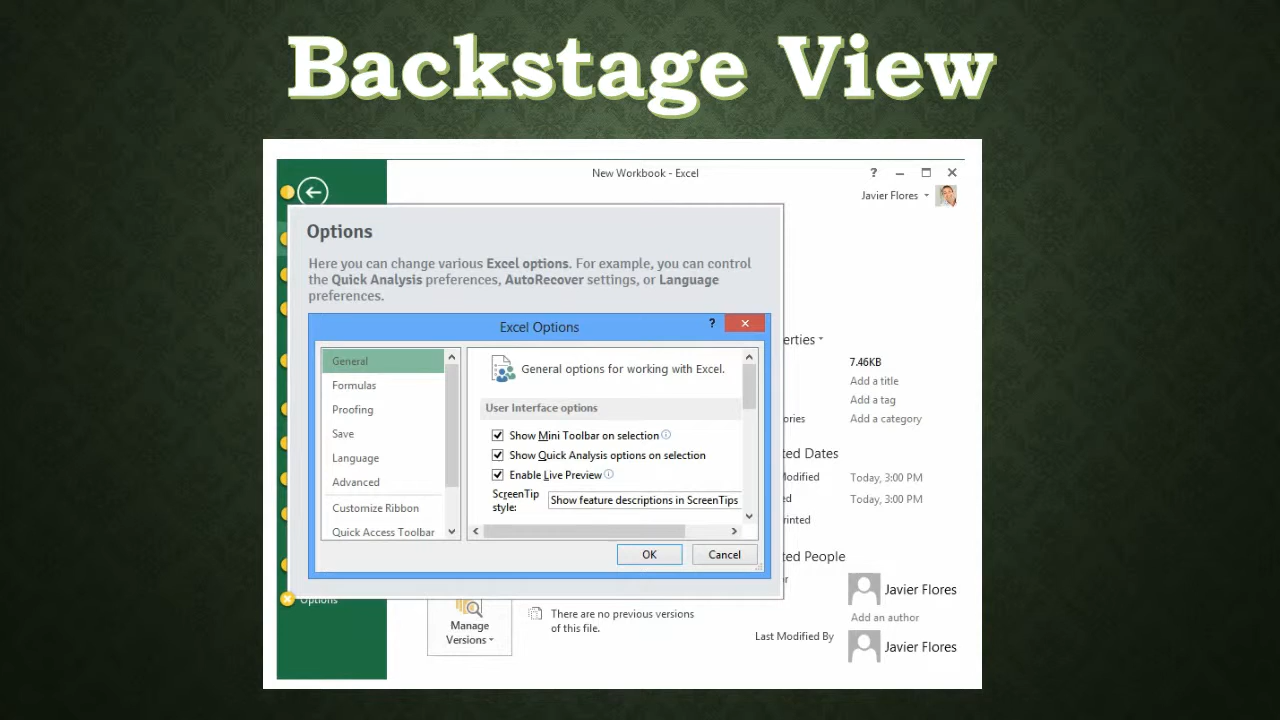 Backstage View
New Workbook - Excel
?
Javier Flores
Options
Here you can change various Excel options. For example, you can control
the Quick Analysis preferences, AutoRecover settings, or Language
preferences.
Excel Options
?
General
Formulas
Proofing
Save
Language
Advanced
Customize Ribbon
Quick Access Toolbar
General options for working with Excel.
User Interface options
Show Mini Toolbar on selection
Show Quick Analysis options on selection
Enable Live Preview
ScreenTip
style:
Show feature descriptions in ScreenTips
OK
Cancel
erties
7.46KB
Add a title
Add a tag
ories
Add a category
ted Dates
Modified
Today, 3:00 PM
ed
Today, 3:00 PM
rinted
ted People
r
Javier Flores
Add an author
Last Modified By
Javier Flores
Options
Manage
Versions
There are no previous versions
of this file.